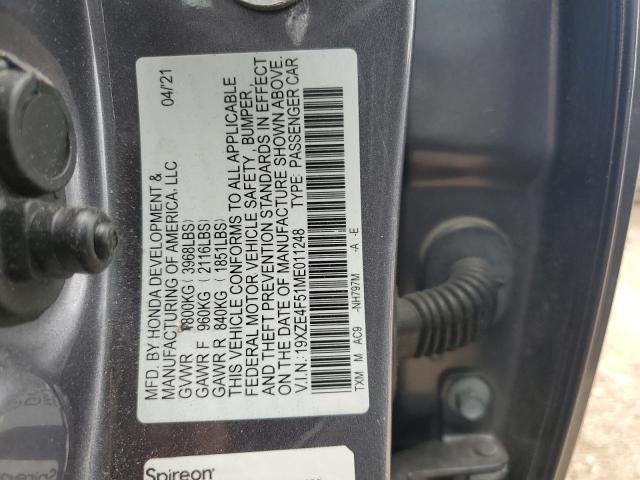 MFD. BY HONDA DEVELOPMENT & 04/'21
MANUFACTURING OF AMERICA, LLC
GVWR 1800KG (3968LBS)
GAWR F 960KG (2116LBS)
GAWR R 840KG (1851LBS)
THIS VEHICLE CONFORMS TO ALL APPLICABLE
FEDERAL MOTOR VEHICLE SAFETY, BUMPER,
AND THEFT PREVENTION STANDARDS IN EFFECT
ON THE DATE OF MANUFACTURE SHOWN ABOVE.
V.I.N.:19XZE4F51ME011248 TYPE: PASSENGER CAR
TXM M AC9 -NH797M -A -E
Spireon